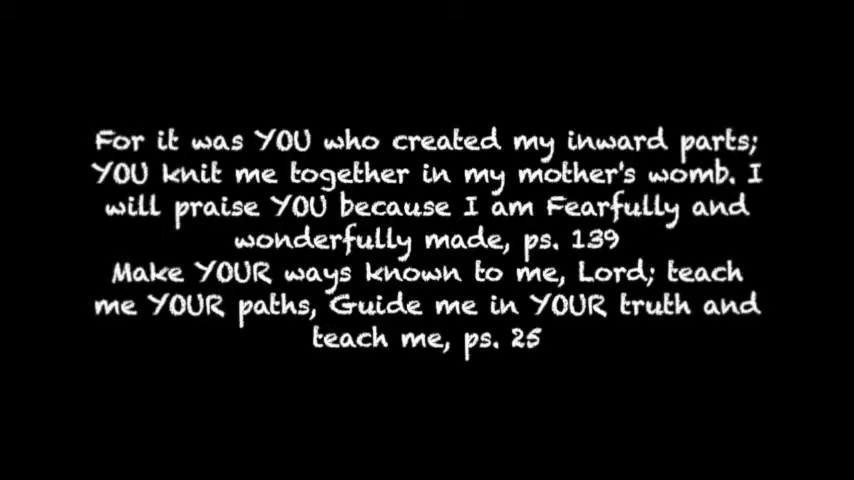 For it was YOU who created my inward parts;
YOU knit me together in my mother's womb. I
will praise YOU because I am Fearfully and
wonderfully made, ps. 139
Make YOUR ways known to me, Lord; teach
me YOUR paths, Guide me in YOUR truth and
teach me, ps. 25